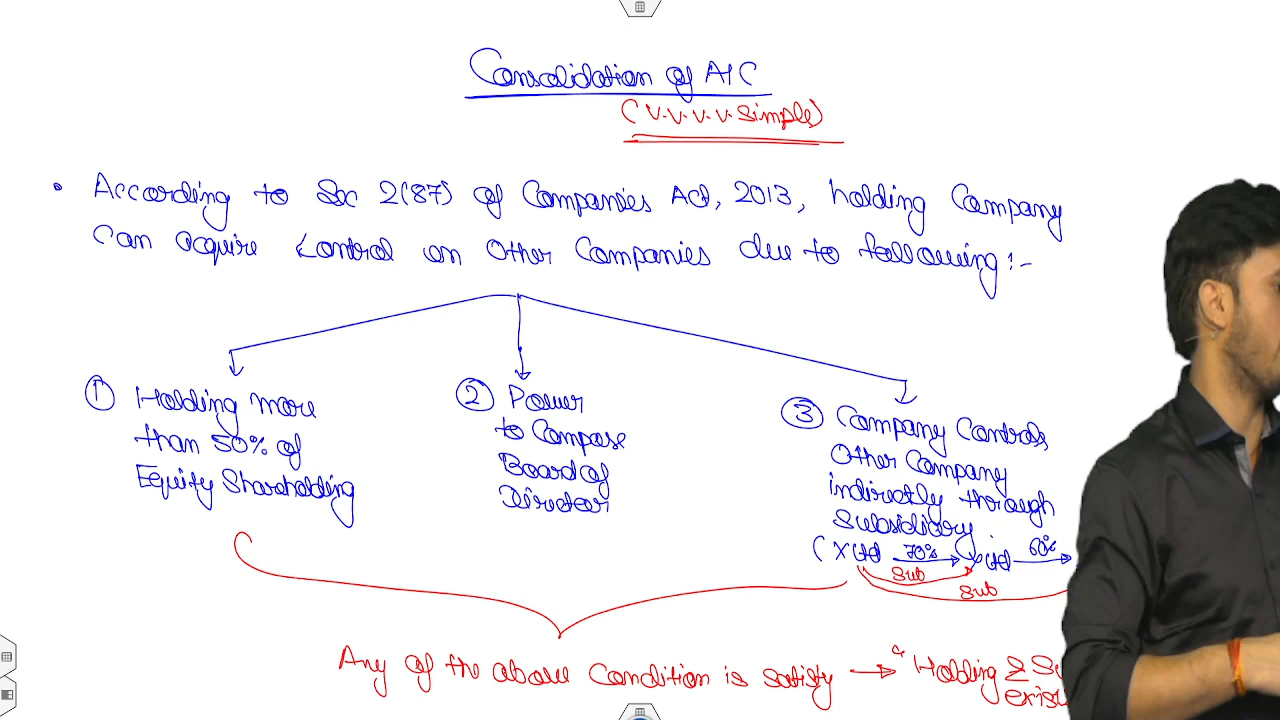 Consolidation of A/C
(V.V.V.V. Simple)
• According to Sec 2(87) of Companies Act, 2013, holding Company
Can acquire Control on Other Companies due to following:-
① Holding more
than 50% of
Equity Shareholding
② Power
to Compose
Board of
Director
③ Company Controls
Other Company
indirectly through
Subsidiary
(X Ltd 70% Y Ltd 60%
Sub
Sub
Any of the above Condition is satisfy → "Holding &